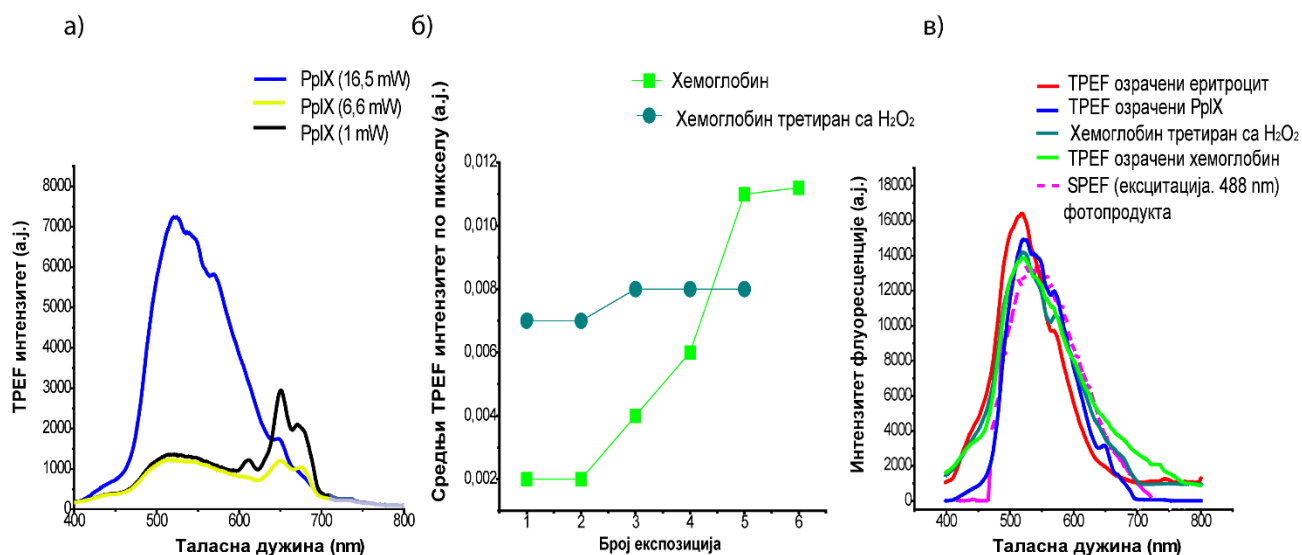 а)
PpIX (16,5 mW)
PpIX (6,6 mW)
PpIX (1 mW)
TPEF интензитет (a.j.)
8000
7000
6000
5000
4000
3000
2000
1000
0
400
500
600
700
800
Таласна дужина (nm)
б)
Хемоглобин
Хемоглобин третиран са H₂O₂
Средњи TPEF интензитет по пикселу (a.j.)
0,012
0,010
0,008
0,006
0,004
0,002
1
2
3
4
5
6
Број експозиција
в)
TPEF озрачени еритроцит
TPEF озрачени PpIX
Хемоглобин третиран са H₂O₂
TPEF озрачени хемоглобин
SPEF (ексцитација. 488 nm)
фотопродукта
Интензитет флуоресценције (a.j.)
18000
16000
14000
12000
10000
8000
6000
4000
2000
0
400
500
600
700
800
Таласна дужина (nm)